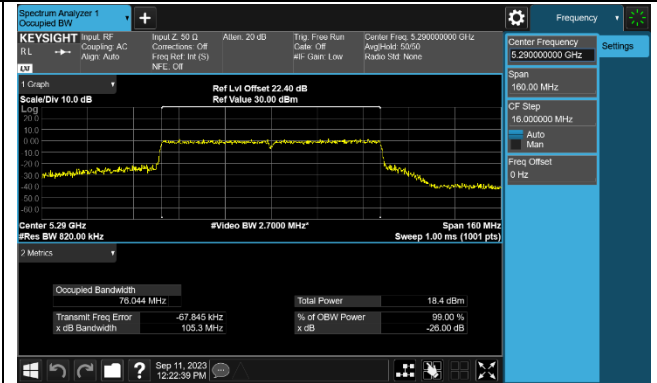 Spectrum Analyzer 1
Occupied BW
+
Frequency
KEYSIGHT
RL
LXI
Input: RF
Coupling: AC
Align: Auto
Input Z: 50 Ω
Corrections: Off
Freq Ref: Int (S)
NFE: Off
Atten: 20 dB
Trig: Free Run
Gate: Off
#IF Gain: Low
Center Freq: 5.290000000 GHz
Avg|Hold: 50/50
Radio Std: None
Center Frequency
5.290000000 GHz
Settings
Span
160.00 MHz
CF Step
16.000000 MHz
Auto
Man
Freq Offset
0 Hz
1 Graph
Scale/Div 10.0 dB
Ref Lvl Offset 22.40 dB
Ref Value 30.00 dBm
Log
20.0
10.0
0.00
-10.0
-20.0
-30.0
-40.0
-50.0
-60.0
Center 5.29 GHz
#Video BW 2.7000 MHz*
Span 160 MHz
#Res BW 820.00 kHz
Sweep 1.00 ms (1001 pts)
2 Metrics
Occupied Bandwidth
76.044 MHz
Total Power 18.4 dBm
Transmit Freq Error -67.845 kHz
% of OBW Power 99.00 %
x dB Bandwidth 105.3 MHz
x dB -26.00 dB
?
Sep 11, 2023
12:22:39 PM